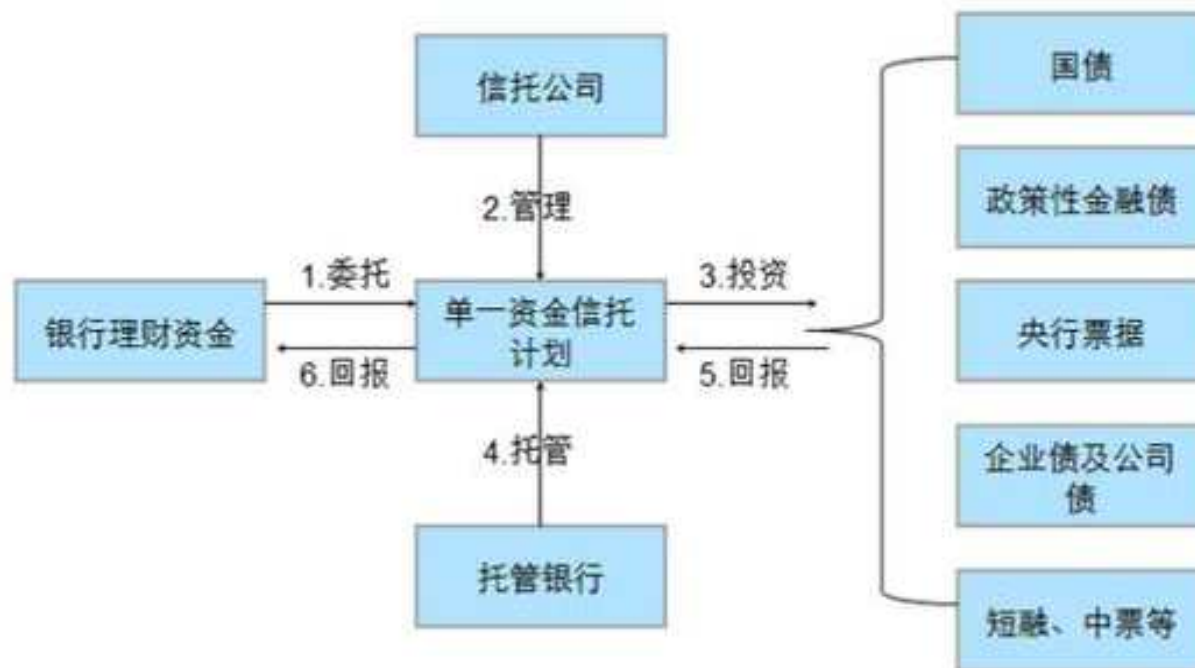 信托公司
2.管理
1.委托
银行理财资金
6.回报
单一资金信托
计划
3.投资
5.回报
4.托管
托管银行
国债
政策性金融债
央行票据
企业债及公司
债
短融、中票等